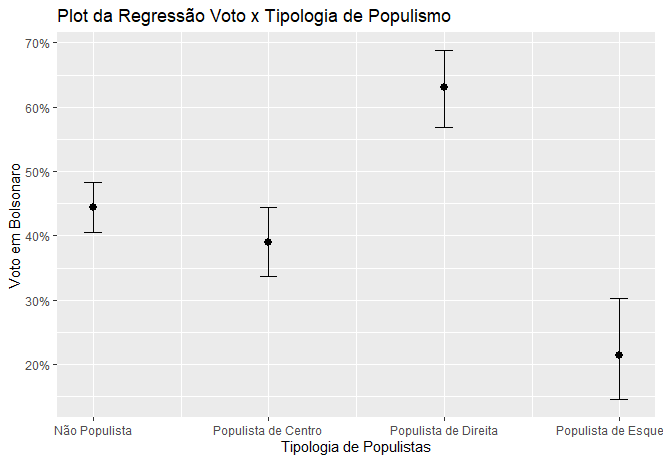 Plot da Regressão Voto x Tipologia de Populismo
70%
60%
50%
40%
30%
20%
Voto em Bolsonaro
Não Populista
Populista de Centro
Populista de Direita
Populista de Esque
Tipologia de Populistas